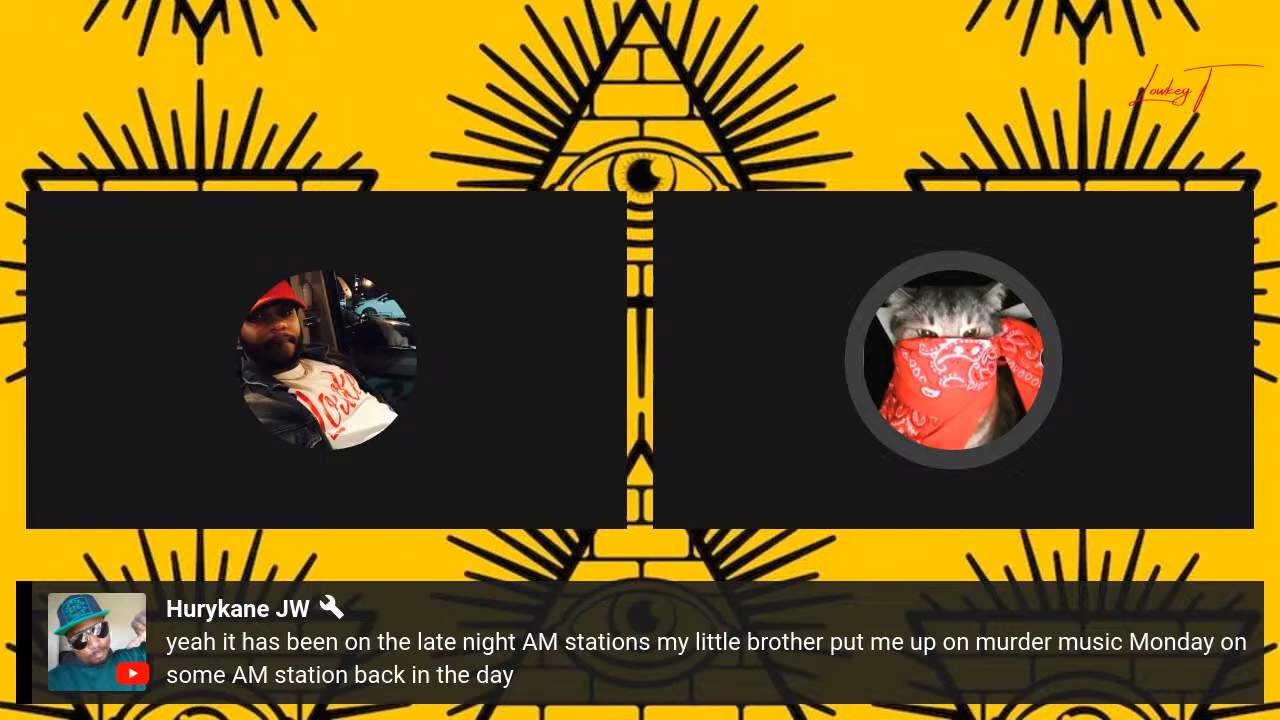 Lowkey T
Hurykane JW
yeah it has been on the late night AM stations my little brother put me up on murder music Monday on
some AM station back in the day